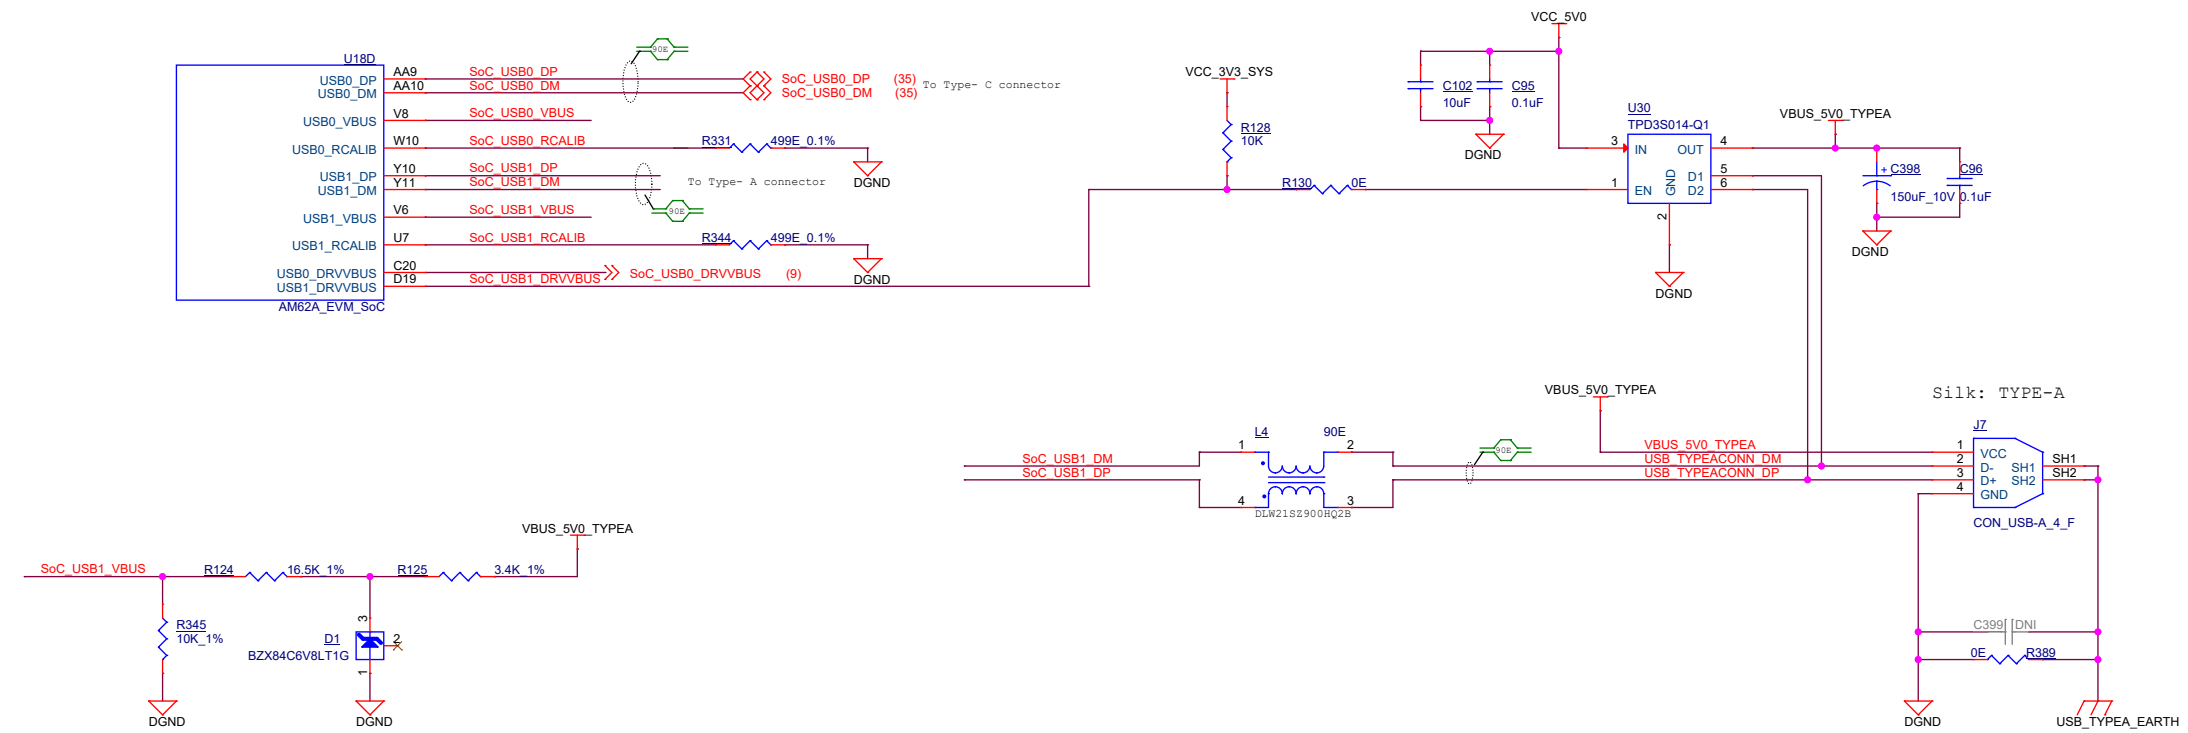 U18D
USB0_DP AA9 SoC_USB0_DP
USB0_DM AA10 SoC_USB0_DM
90E
SoC_USB0_DP (35)
SoC_USB0_DM (35)
To Type- C connector
USB0_VBUS V8 SoC_USB0_VBUS
USB0_RCALIB W10 SoC_USB0_RCALIB R331 499E_0.1%
DGND
USB1_DP Y10 SoC_USB1_DP
USB1_DM Y11 SoC_USB1_DM
To Type- A connector
90E
USB1_VBUS V6 SoC_USB1_VBUS
USB1_RCALIB U7 SoC_USB1_RCALIB R344 499E_0.1%
DGND
USB0_DRVVBUS C20 SoC_USB0_DRVVBUS (9)
USB1_DRVVBUS D19 SoC_USB1_DRVVBUS
AM62A_EVM_SoC
VCC_3V3_SYS
R128
10K
R130 0E
VCC_5V0
C102
10uF
C95
0.1uF
DGND
U30
TPD3S014-Q1
3 IN OUT 4
D1 5
D2 6
1 EN
GND
2
DGND
VBUS_5V0_TYPEA
+ C398
150uF_10V
C96
0.1uF
DGND
VBUS_5V0_TYPEA
Silk: TYPE-A
L4 90E
1 2
4 3
DLW21SZ900HQ2B
SoC_USB1_DM
SoC_USB1_DP
90E
VBUS_5V0_TYPEA
USB_TYPEACONN_DM
USB_TYPEACONN_DP
J7
1 VCC
2 D- SH1 SH1
3 D+ SH2 SH2
4 GND
CON_USB-A_4_F
C399 DNI
0E R389
DGND
USB_TYPEA_EARTH
VBUS_5V0_TYPEA
SoC_USB1_VBUS R124 16.5K_1% R125 3.4K_1%
R345
10K_1%
DGND
D1
BZX84C6V8LT1G
3
2
1
DGND